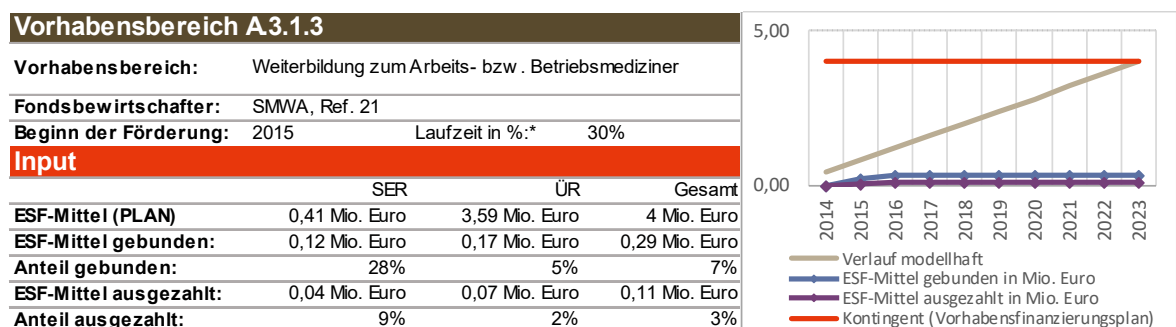 Vorhabensbereich A.3.1.3
Vorhabensbereich: Weiterbildung zum Arbeits- bzw. Betriebsmediziner
Fondsbewirtschafter: SMWA, Ref. 21
Beginn der Förderung: 2015 Laufzeit in %:* 30%
Input
SER ÜR Gesamt
ESF-Mittel (PLAN) 0,41 Mio. Euro 3,59 Mio. Euro 4 Mio. Euro
ESF-Mittel gebunden: 0,12 Mio. Euro 0,17 Mio. Euro 0,29 Mio. Euro
Anteil gebunden: 28% 5% 7%
ESF-Mittel ausgezahlt: 0,04 Mio. Euro 0,07 Mio. Euro 0,11 Mio. Euro
Anteil ausgezahlt: 9% 2% 3%
5,00
0,00
2014 2015 2016 2017 2018 2019 2020 2021 2022 2023
Verlauf modellhaft
ESF-Mittel gebunden in Mio. Euro
ESF-Mittel ausgezahlt in Mio. Euro
Kontingent (Vorhabensfinanzierungsplan)